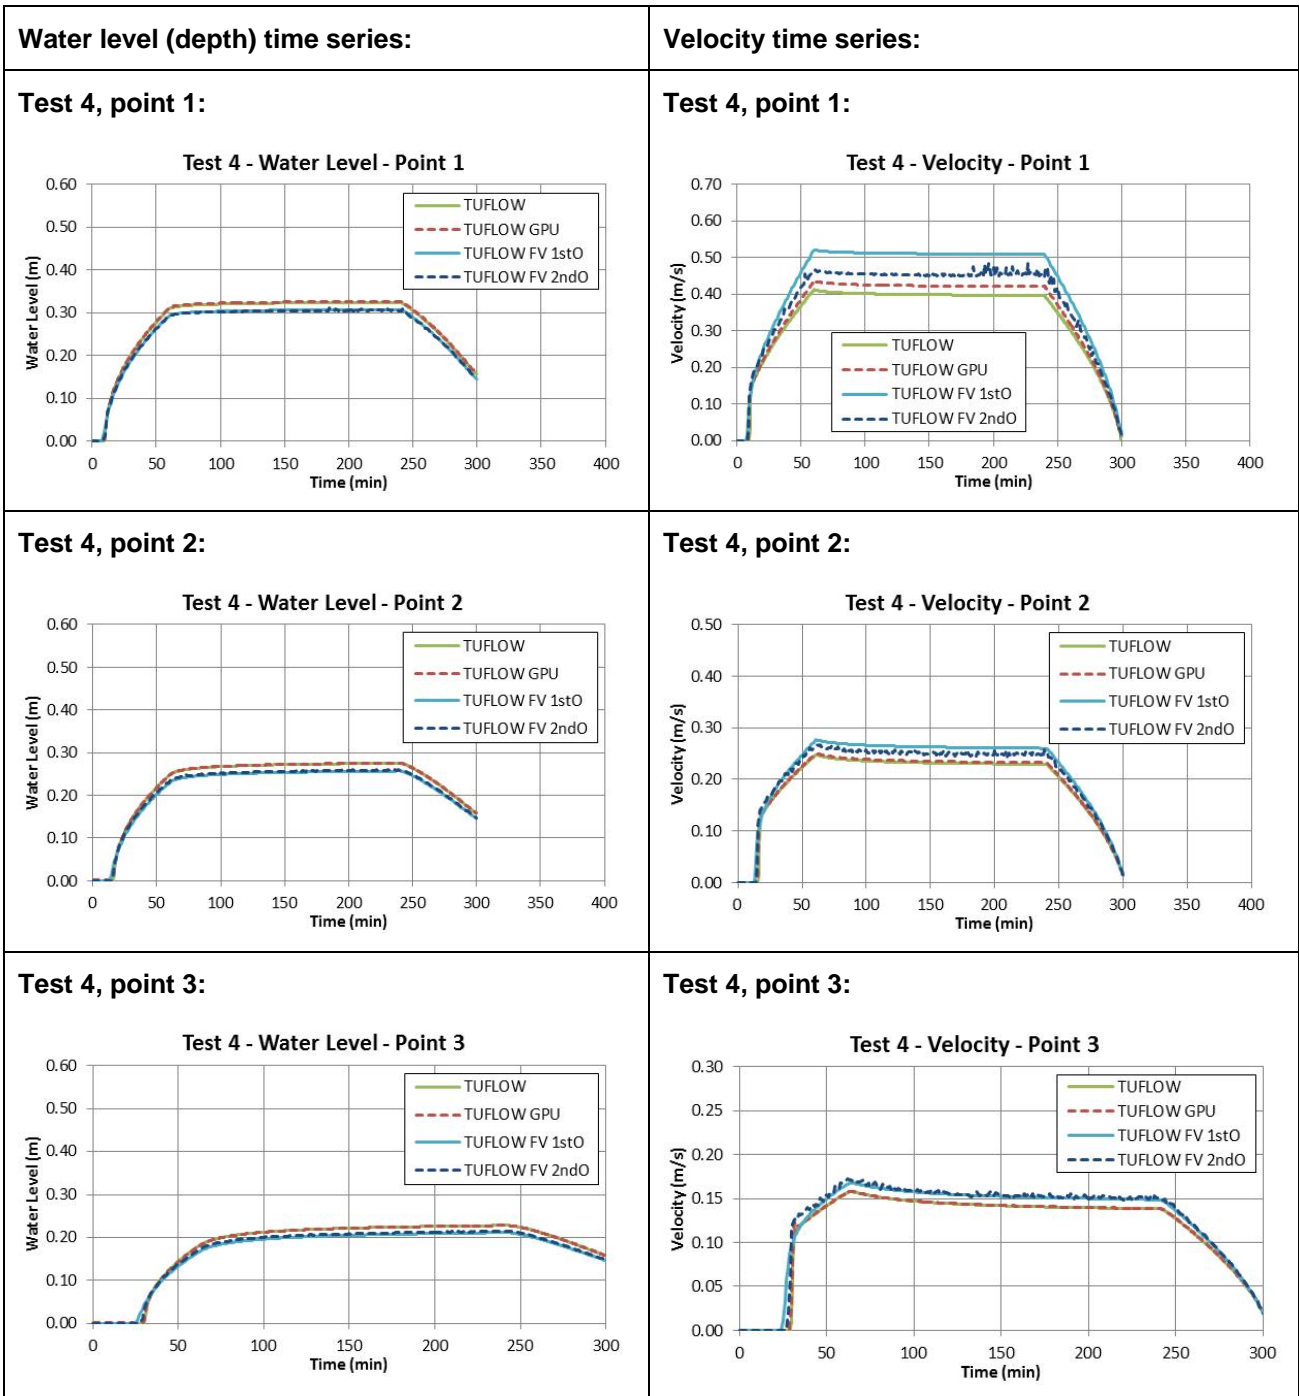 Water level (depth) time series:
Velocity time series:
Test 4, point 1:
Test 4 - Water Level - Point 1
Water Level (m)
0.60
0.50
0.40
0.30
0.20
0.10
0.00
TUFLOW
TUFLOW GPU
TUFLOW FV 1stO
TUFLOW FV 2ndO
0 50 100 150 200 250 300 350 400
Time (min)
Test 4, point 1:
Test 4 - Velocity - Point 1
Velocity (m/s)
0.70
0.60
0.50
0.40
0.30
0.20
0.10
0.00
TUFLOW
TUFLOW GPU
TUFLOW FV 1stO
TUFLOW FV 2ndO
0 50 100 150 200 250 300 350 400
Time (min)
Test 4, point 2:
Test 4 - Water Level - Point 2
Water Level (m)
0.60
0.50
0.40
0.30
0.20
0.10
0.00
TUFLOW
TUFLOW GPU
TUFLOW FV 1stO
TUFLOW FV 2ndO
0 50 100 150 200 250 300 350 400
Time (min)
Test 4, point 2:
Test 4 - Velocity - Point 2
Velocity (m/s)
0.50
0.40
0.30
0.20
0.10
0.00
TUFLOW
TUFLOW GPU
TUFLOW FV 1stO
TUFLOW FV 2ndO
0 50 100 150 200 250 300 350 400
Time (min)
Test 4, point 3:
Test 4 - Water Level - Point 3
Water Level (m)
0.60
0.50
0.40
0.30
0.20
0.10
0.00
TUFLOW
TUFLOW GPU
TUFLOW FV 1stO
TUFLOW FV 2ndO
0 50 100 150 200 250 300
Time (min)
Test 4, point 3:
Test 4 - Velocity - Point 3
Velocity (m/s)
0.30
0.25
0.20
0.15
0.10
0.05
0.00
TUFLOW
TUFLOW GPU
TUFLOW FV 1stO
TUFLOW FV 2ndO
0 50 100 150 200 250 300
Time (min)